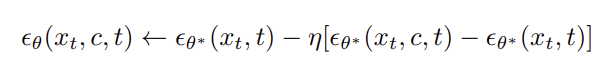 ϵ_θ(x_t, c, t) ← ϵ_θ*(x_t, t) − η[ϵ_θ*(x_t, c, t) − ϵ_θ*(x_t, t)]